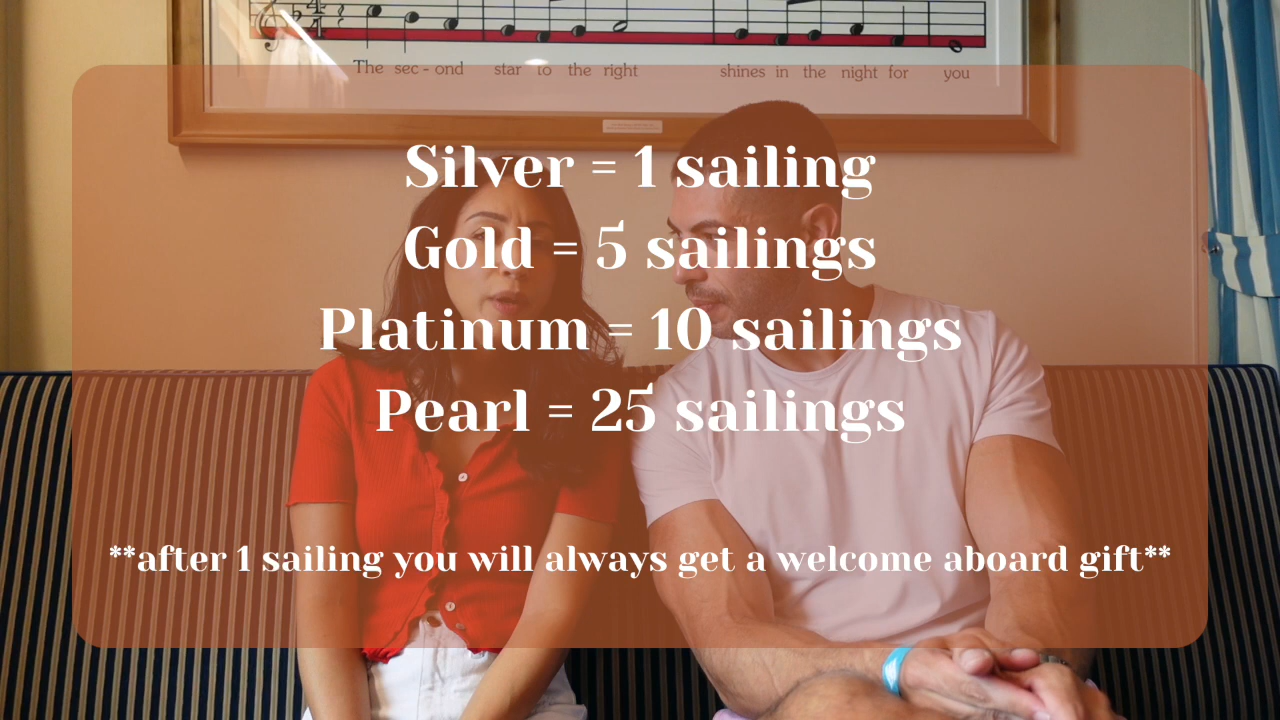 The sec - ond star to the right shines in the night for you
Silver = 1 sailing
Gold = 5 sailings
Platinum = 10 sailings
Pearl = 25 sailings
**after 1 sailing you will always get a welcome aboard gift**